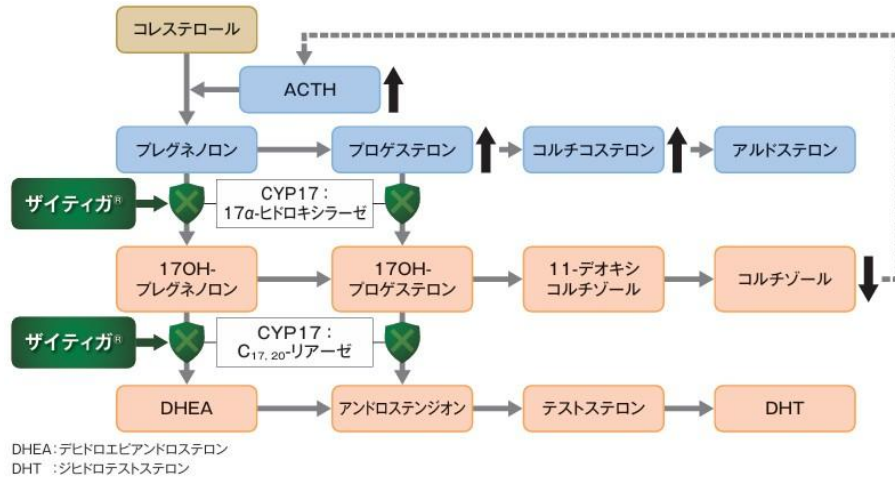 コレステロール
ACTH
プレグネノロン
プロゲステロン
コルチコステロン
アルドステロン
ザイティガ®
CYP17：
17α-ヒドロキシラーゼ
17OH-
プレグネノロン
17OH-
プロゲステロン
11-デオキシ
コルチゾール
コルチゾール
ザイティガ®
CYP17：
C17, 20-リアーゼ
DHEA
アンドロステンジオン
テストステロン
DHT
DHEA：デヒドロエピアンドロステロン
DHT ：ジヒドロテストステロン